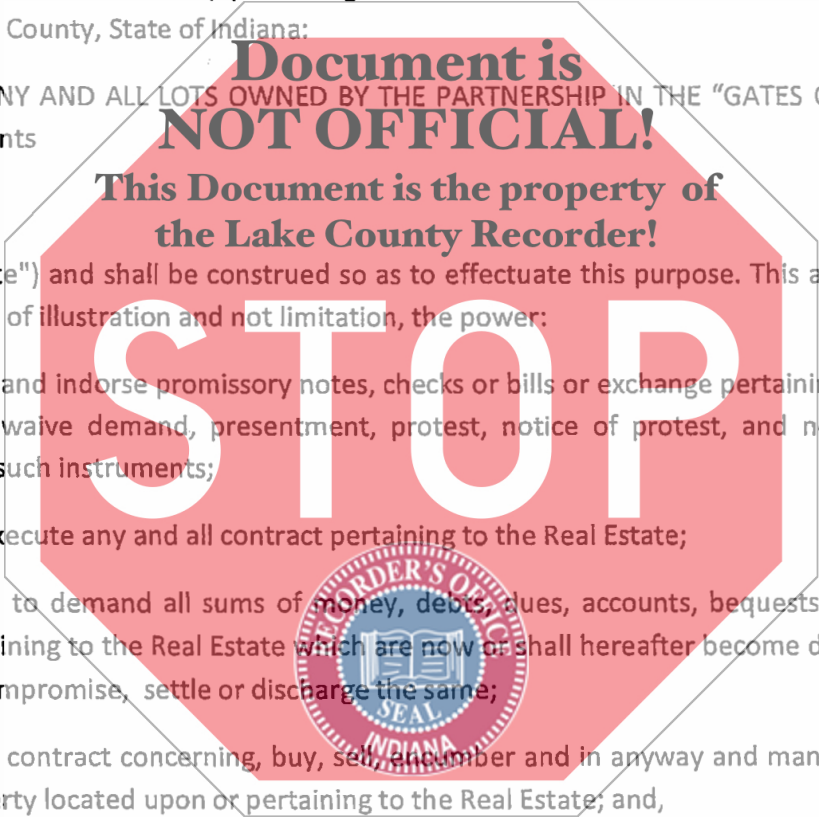 County, State of Indiana:
Document is
NY AND ALL LOTS OWNED BY THE PARTNERSHIP IN THE “GATES
NOT OFFICIAL!
nts
This Document is the property of
the Lake County Recorder!
e") and shall be construed so as to effectuate this purpose. This a
of illustration and not limitation, the power:
STOP
and indorse promissory notes, checks or bills or exchange pertaini
waive demand, presentment, protest, notice of protest, and n
such instruments;
ecute any and all contract pertaining to the Real Estate;
RECORDER'S OFFICE
to demand all sums of money, debts, dues, accounts, bequests
ining to the Real Estate which are now or shall hereafter become d
mpromise, settle or discharge the same;
SEAL
INDIANA
contract concerning, buy, sell, encumber and in anyway and man
rty located upon or pertaining to the Real Estate; and,